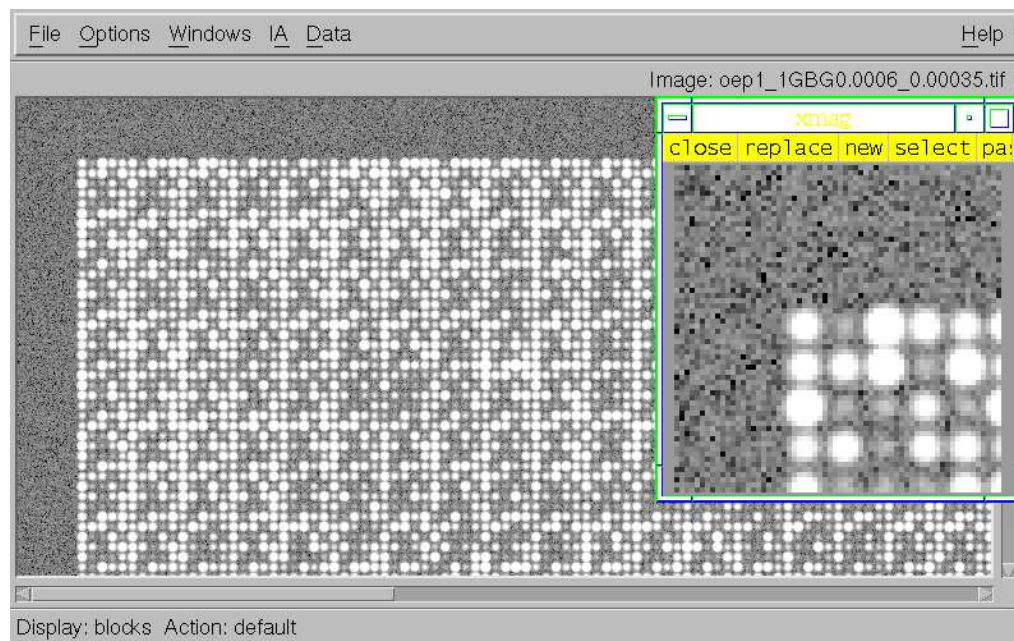 File Options Windows IA Data Help
Image: oep1_1GBG0.0006_0.00035.tif
xmag
close replace new select pa
Display: blocks Action: default